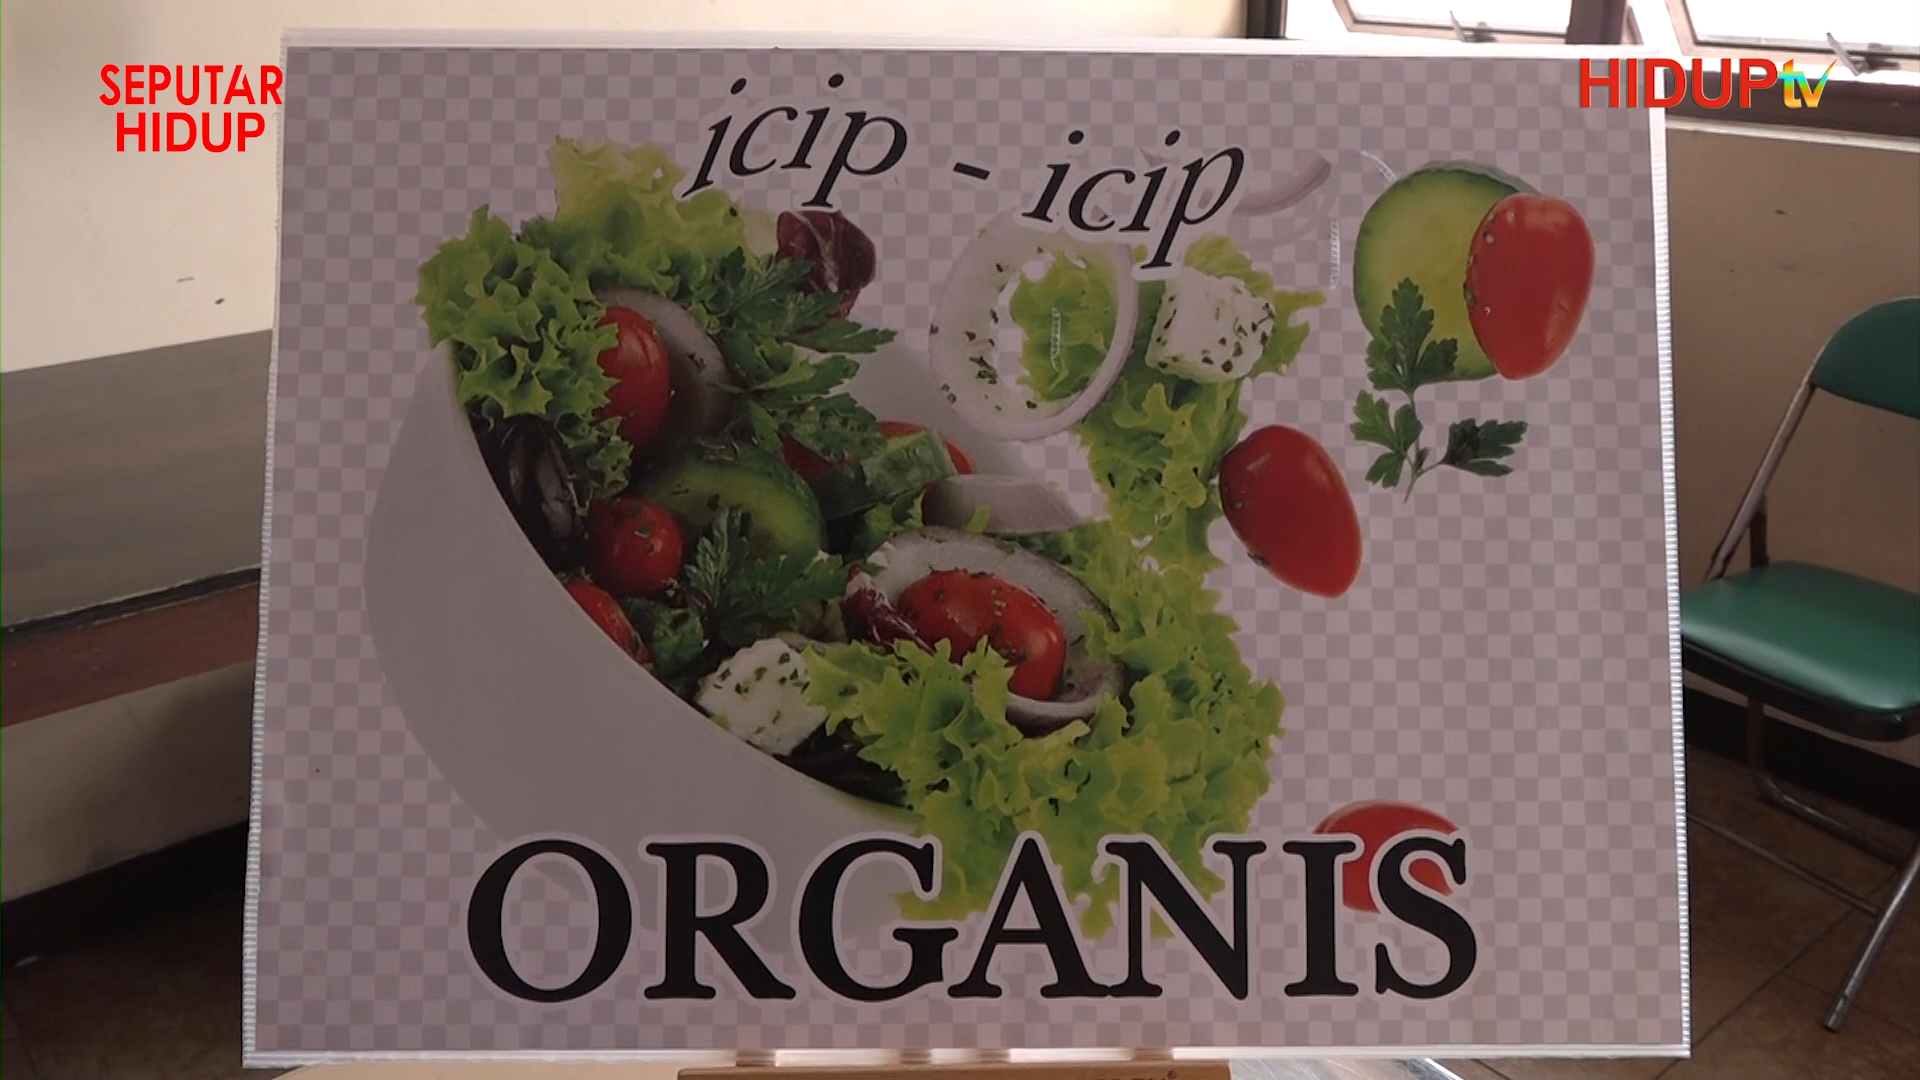 SEPUTAR
HIDUP
HIDUPtv
icip - icip
ORGANIS